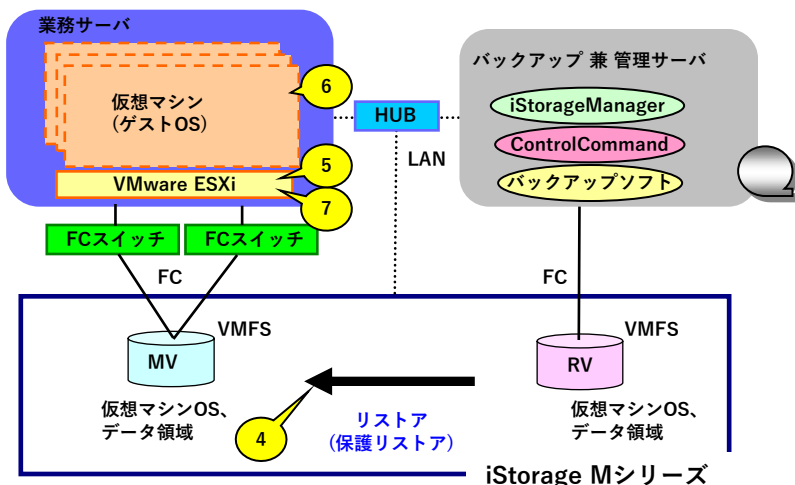 業務サーバ
仮想マシン
(ゲストOS)
6
VMware ESXi
5
7
FCスイッチ
FCスイッチ
FC
HUB
LAN
バックアップ 兼 管理サーバ
iStorageManager
ControlCommand
バックアップソフト
FC
VMFS
MV
仮想マシンOS、
データ領域
4
リストア
(保護リストア)
VMFS
RV
仮想マシンOS、
データ領域
iStorage Mシリーズ